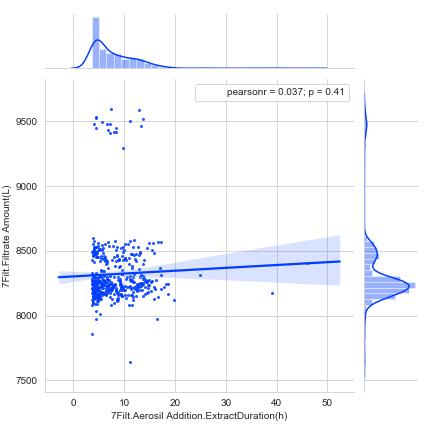 pearsonr = 0.037; p = 0.41
9500
9000
8500
8000
7500
7Filt.Filtrate Amount(L)
0 10 20 30 40 50
7Filt.Aerosil Addition.ExtractDuration(h)